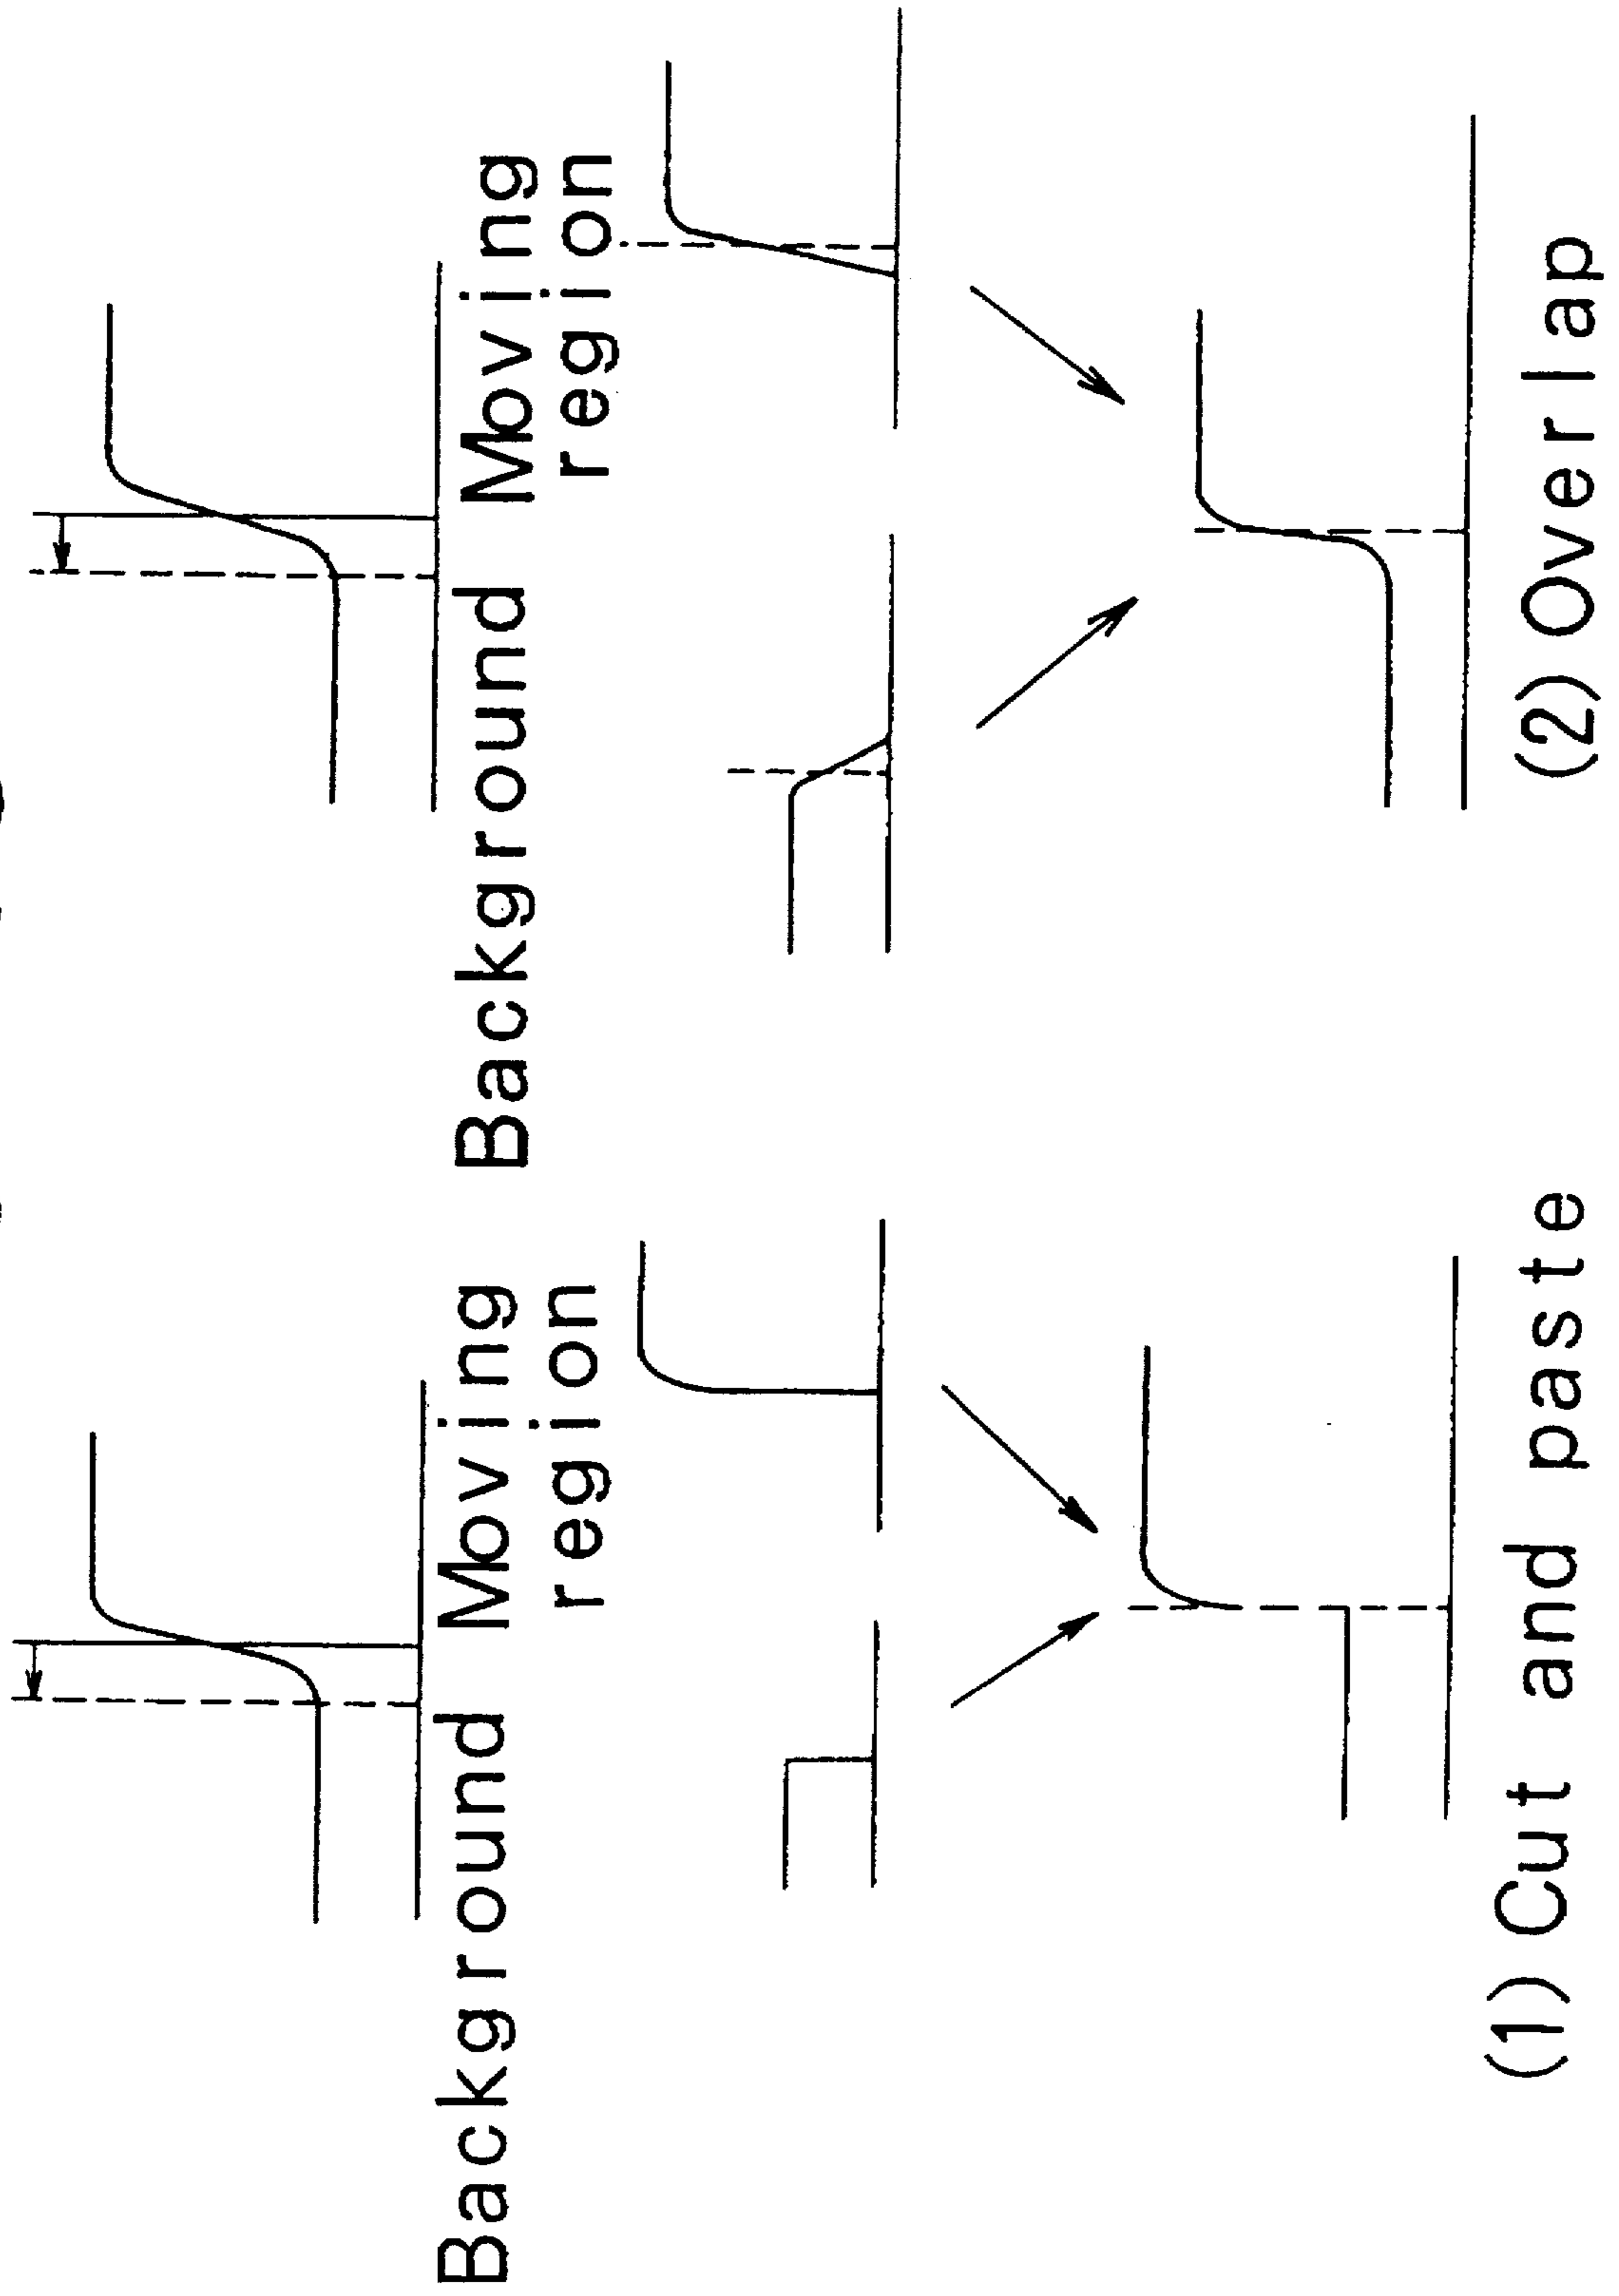 Background Moving
region
Background Moving
region
(1) Cut and paste
(2) Overlap